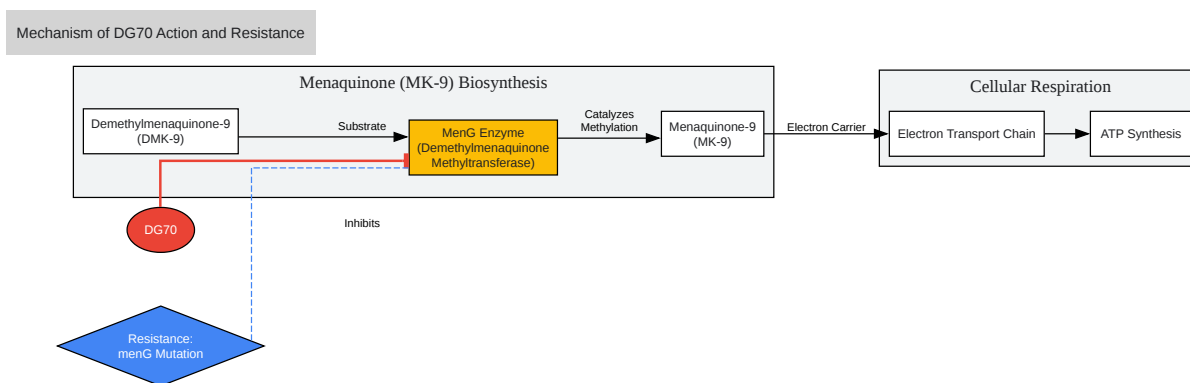 Mechanism of DG70 Action and Resistance
Menaquinone (MK-9) Biosynthesis
Demethylmenaquinone-9
(DMK-9)
Substrate
MenG Enzyme
(Demethylmenaquinone
Methyltransferase)
Catalyzes
Methylation
Menaquinone-9
(MK-9)
Electron Carrier
Cellular Respiration
Electron Transport Chain
ATP Synthesis
DG70
Inhibits
Resistance:
menG Mutation